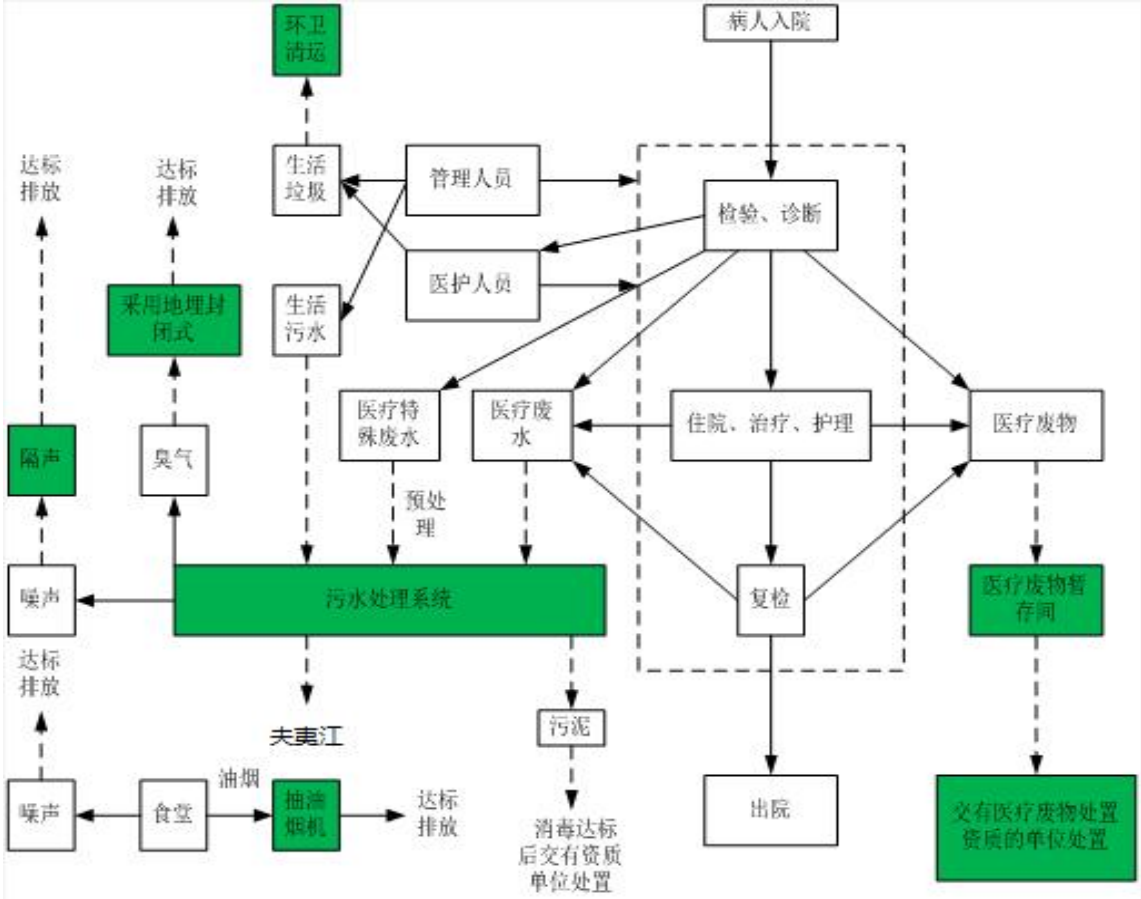 环卫
清运
病人入院
达标
排放
达标
排放
生活
垃圾
管理人员
检验、诊断
医护人员
采用地埋封
闭式
生活
污水
医疗特
殊废水
医疗废
水
住院、治疗、护理
医疗废物
隔声
臭气
预处
理
噪声
污水处理系统
复检
医疗废物暂
存间
达标
排放
污泥
夫夷江
油烟
噪声
食堂
抽油
烟机
达标
排放
消毒达标
后交有资质
单位处置
出院
交有医疗废物处置
资质的单位处置